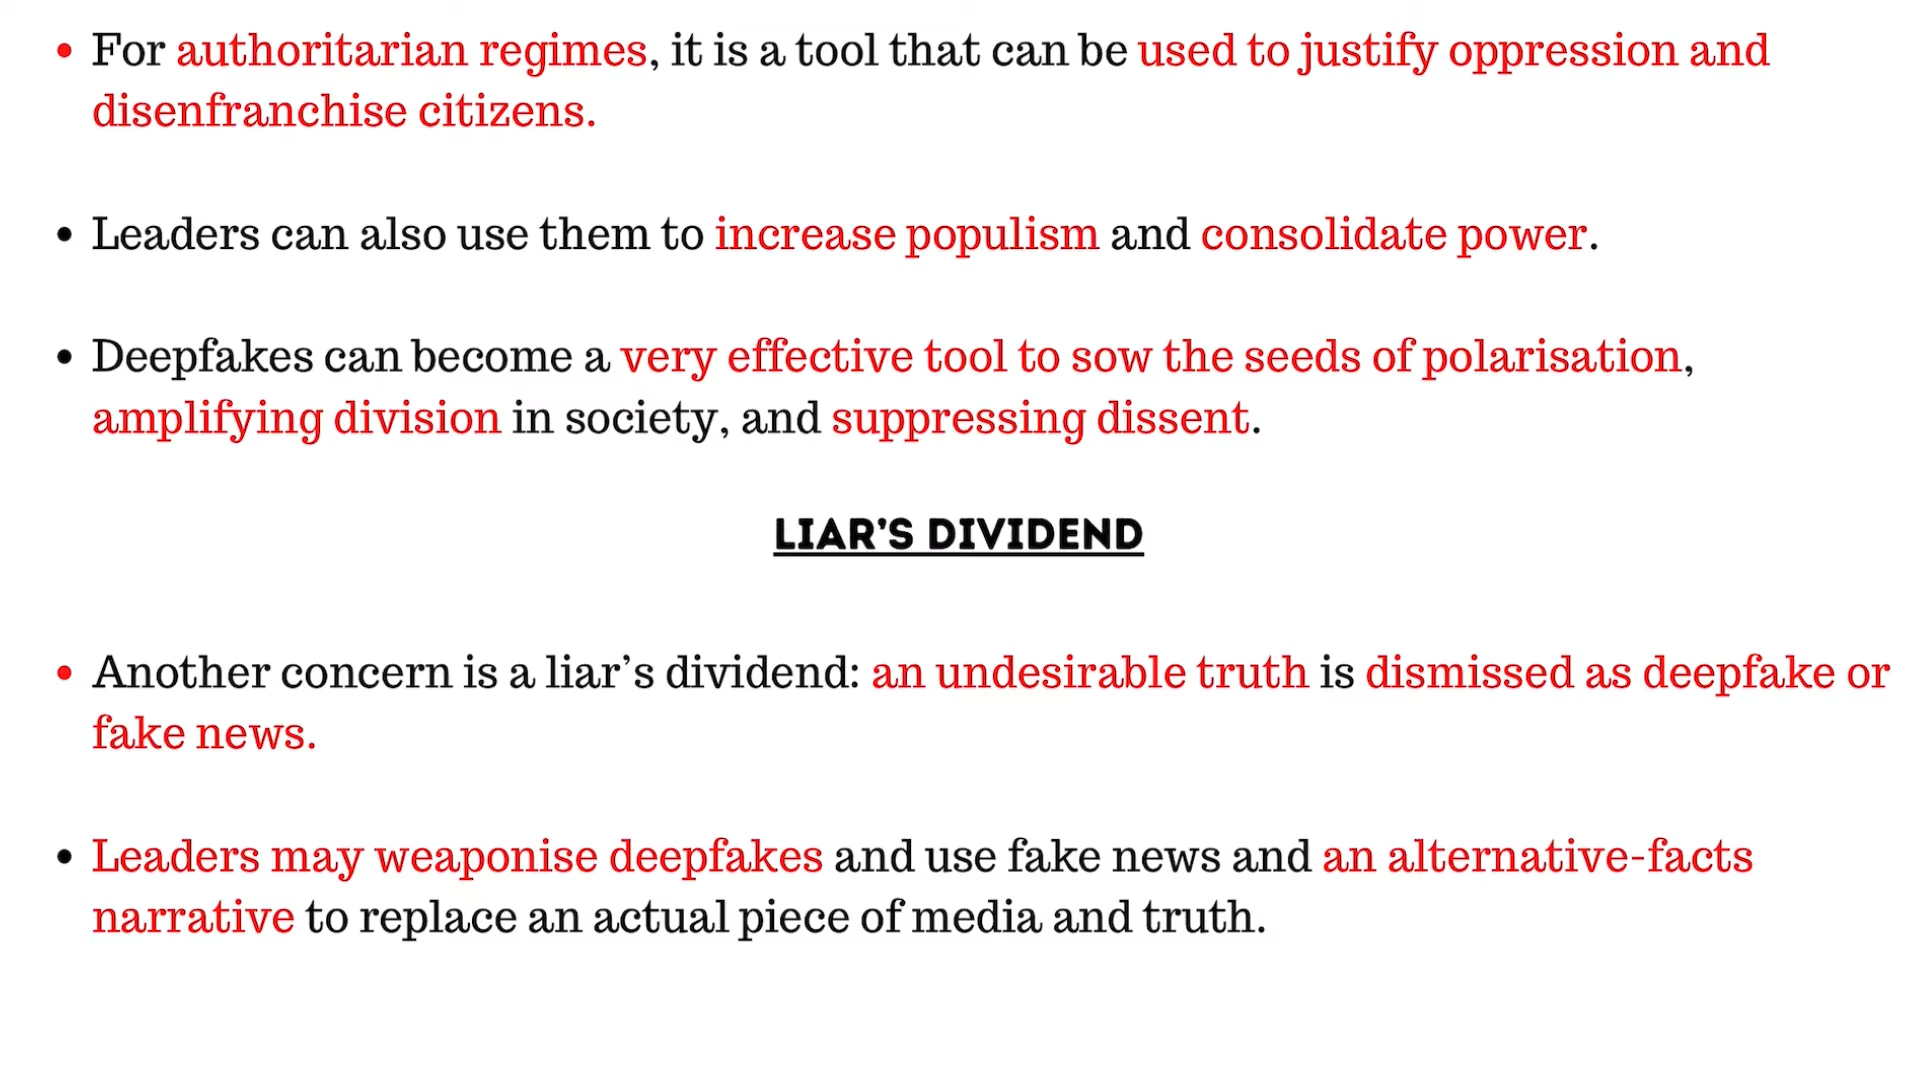 • For authoritarian regimes, it is a tool that can be used to justify oppression and
disenfranchise citizens.
• Leaders can also use them to increase populism and consolidate power.
• Deepfakes can become a very effective tool to sow the seeds of polarisation,
amplifying division in society, and suppressing dissent.
LIAR'S DIVIDEND
• Another concern is a liar's dividend: an undesirable truth is dismissed as deepfake or
fake news.
• Leaders may weaponise deepfakes and use fake news and an alternative-facts
narrative to replace an actual piece of media and truth.